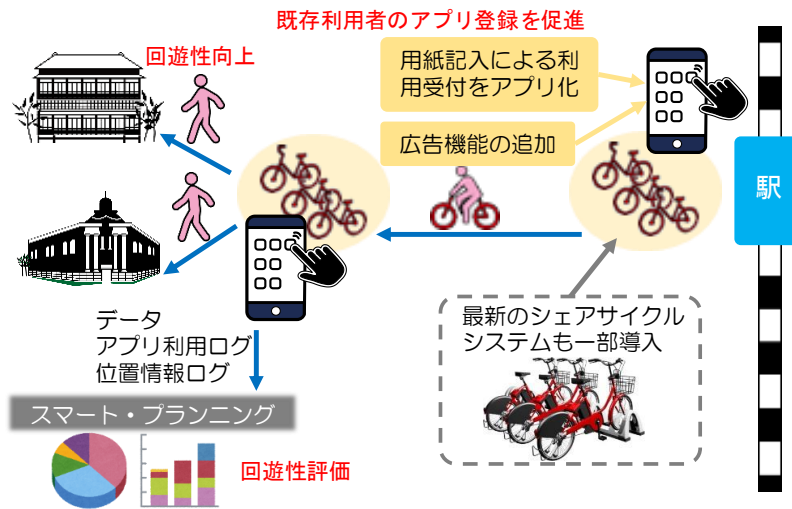 既存利用者のアプリ登録を促進
回遊性向上
用紙記入による利
用受付をアプリ化
広告機能の追加
駅
最新のシェアサイクル
システムも一部導入
データ
アプリ利用ログ
位置情報ログ
スマート・プランニング
回遊性評価